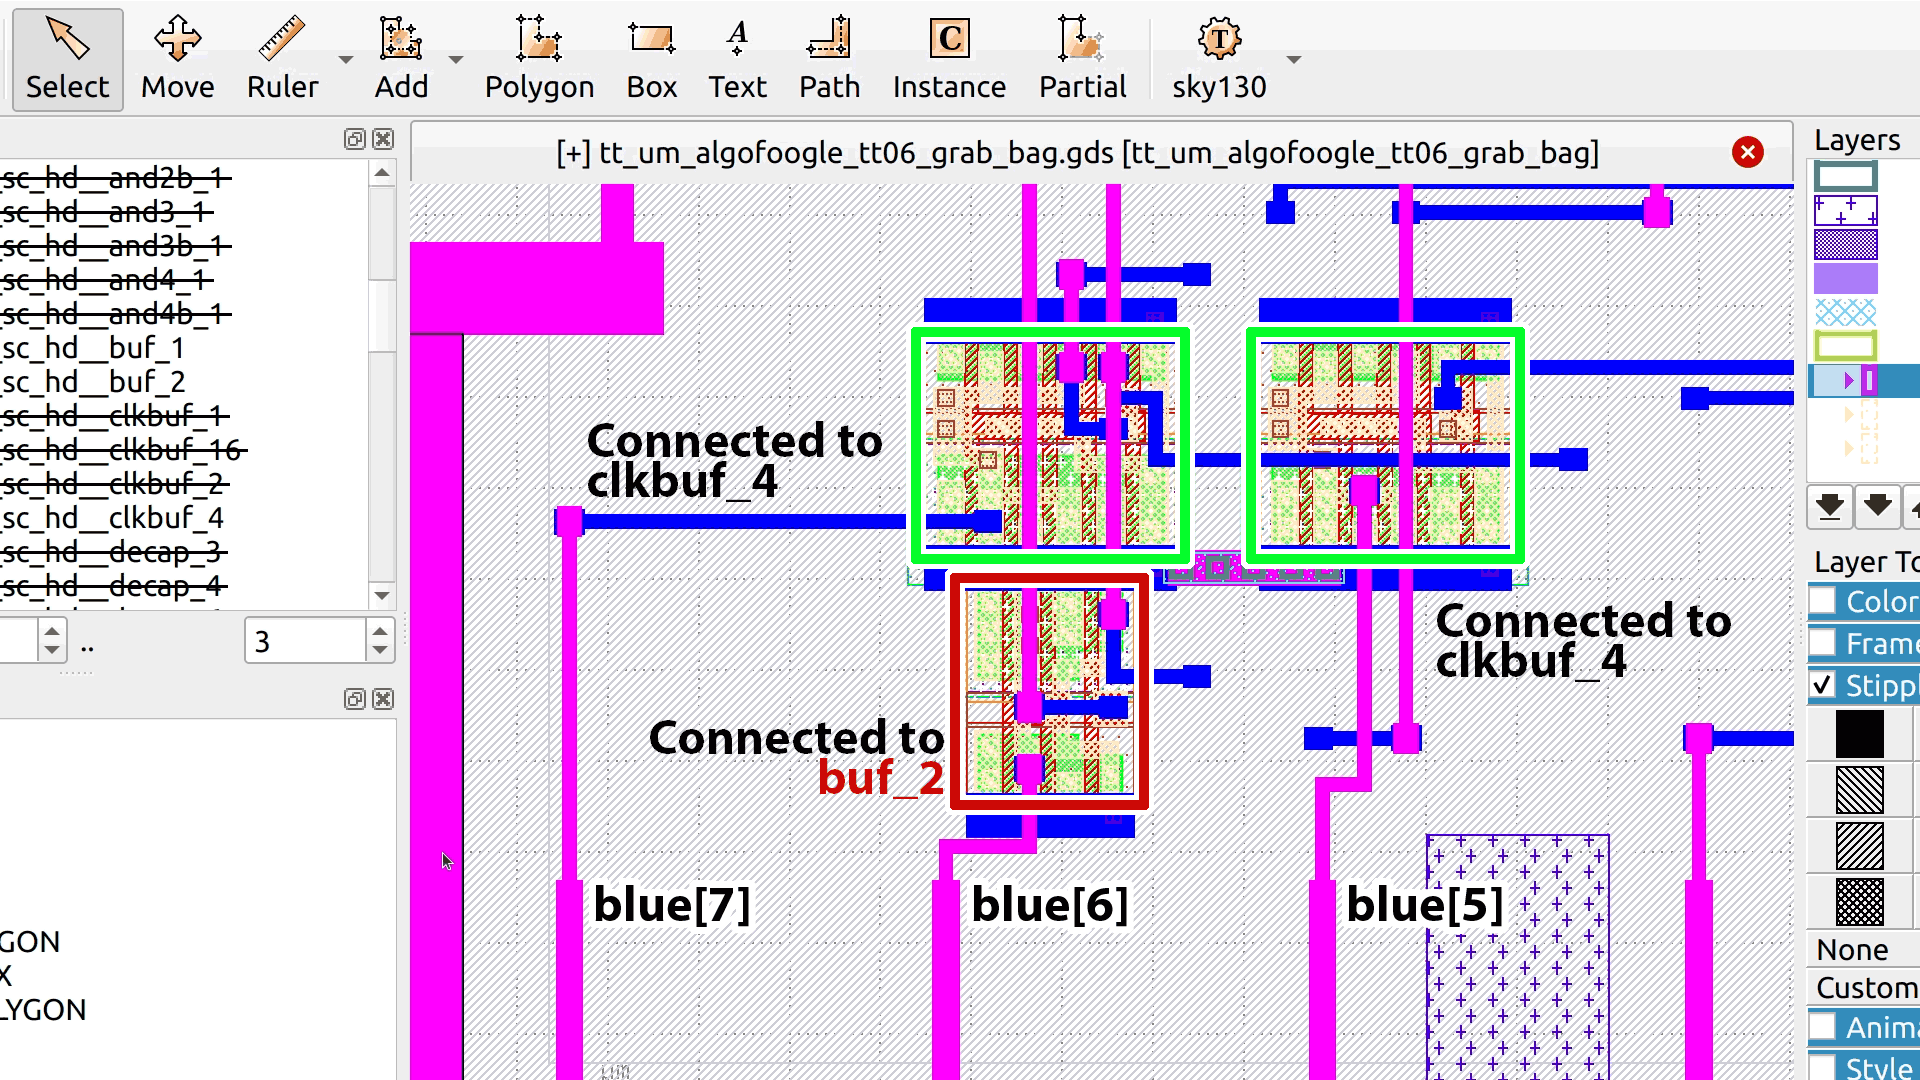 Select Move Ruler Add Polygon Box Text Path Instance Partial sky130
[+] tt_um_algofoogle_tt06_grab_bag.gds [tt_um_algofoogle_tt06_grab_bag]
Layers
sc_hd__and2b_1
sc_hd__and3_1
sc_hd__and3b_1
sc_hd__and4_1
sc_hd__and4b_1
sc_hd__buf_1
sc_hd__buf_2
sc_hd__clkbuf_1
sc_hd__clkbuf_16
sc_hd__clkbuf_2
sc_hd__clkbuf_4
sc_hd__decap_3
sc_hd__decap_4
.. 3
GON
X
LYGON
Connected to
clkbuf_4
Connected to
buf_2
Connected to
clkbuf_4
blue[7]
blue[6]
blue[5]
Layer To
Color
Frame
Stipp
None
Custom
Anima
Style